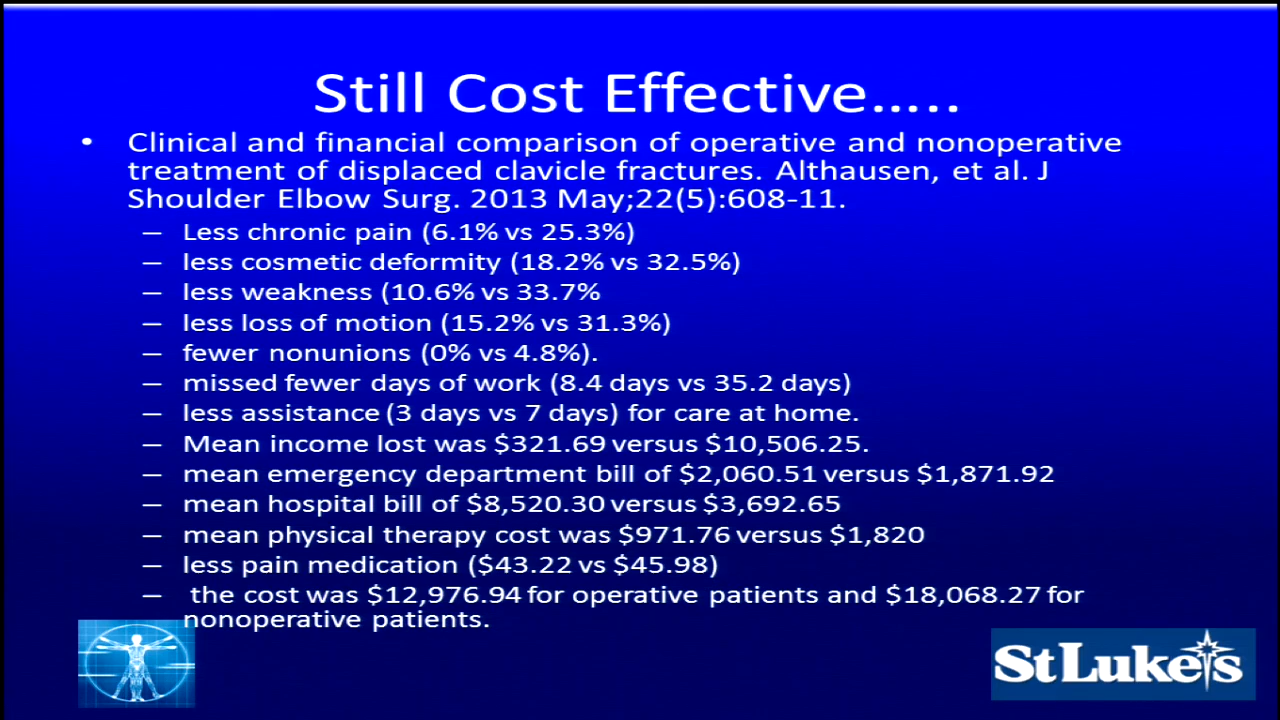 Still Cost Effective.....
• Clinical and financial comparison of operative and nonoperative
treatment of displaced clavicle fractures. Althausen, et al. J
Shoulder Elbow Surg. 2013 May;22(5):608-11.
– Less chronic pain (6.1% vs 25.3%)
– less cosmetic deformity (18.2% vs 32.5%)
– less weakness (10.6% vs 33.7%
– less loss of motion (15.2% vs 31.3%)
– fewer nonunions (0% vs 4.8%).
– missed fewer days of work (8.4 days vs 35.2 days)
– less assistance (3 days vs 7 days) for care at home.
– Mean income lost was $321.69 versus $10,506.25.
– mean emergency department bill of $2,060.51 versus $1,871.92
– mean hospital bill of $8,520.30 versus $3,692.65
– mean physical therapy cost was $971.76 versus $1,820
– less pain medication ($43.22 vs $45.98)
– the cost was $12,976.94 for operative patients and $18,068.27 for
nonoperative patients.
St Luke's